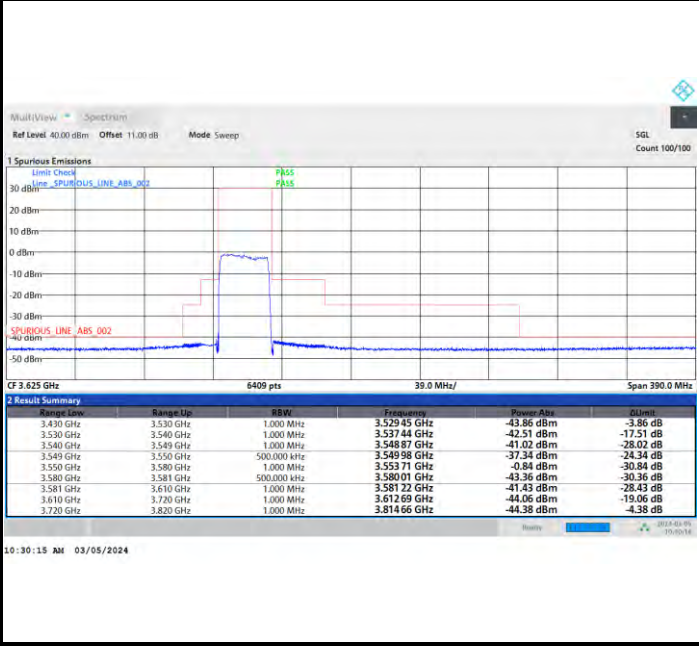 MultiView Spectrum
Ref Level 40.00 dBm Offset 11.00 dB Mode Sweep SGL
Count 100/100
1 Spurious Emissions
Limit Check PASS
Line _SPURIOUS_LINE_ABS_002 PASS
30 dBm
20 dBm
10 dBm
0 dBm
-10 dBm
-20 dBm
-30 dBm
SPURIOUS_LINE_ABS_002
-40 dBm
-50 dBm
CF 3.625 GHz 6409 pts 39.0 MHz/ Span 390.0 MHz
2 Result Summary
Range Low Range Up RBW Frequency Power Abs ΔLimit
3.430 GHz 3.530 GHz 1.000 MHz 3.529 45 GHz -43.86 dBm -3.86 dB
3.530 GHz 3.540 GHz 1.000 MHz 3.537 44 GHz -42.51 dBm -17.51 dB
3.540 GHz 3.549 GHz 1.000 MHz 3.548 87 GHz -41.02 dBm -28.02 dB
3.549 GHz 3.550 GHz 500.000 kHz 3.549 98 GHz -37.34 dBm -24.34 dB
3.550 GHz 3.580 GHz 1.000 MHz 3.553 71 GHz -0.84 dBm -30.84 dB
3.580 GHz 3.581 GHz 500.000 kHz 3.580 01 GHz -43.36 dBm -30.36 dB
3.581 GHz 3.610 GHz 1.000 MHz 3.581 22 GHz -41.43 dBm -28.43 dB
3.610 GHz 3.720 GHz 1.000 MHz 3.612 69 GHz -44.06 dBm -19.06 dB
3.720 GHz 3.820 GHz 1.000 MHz 3.814 66 GHz -44.38 dBm -4.38 dB
Ready
10:30:15 AM 03/05/2024